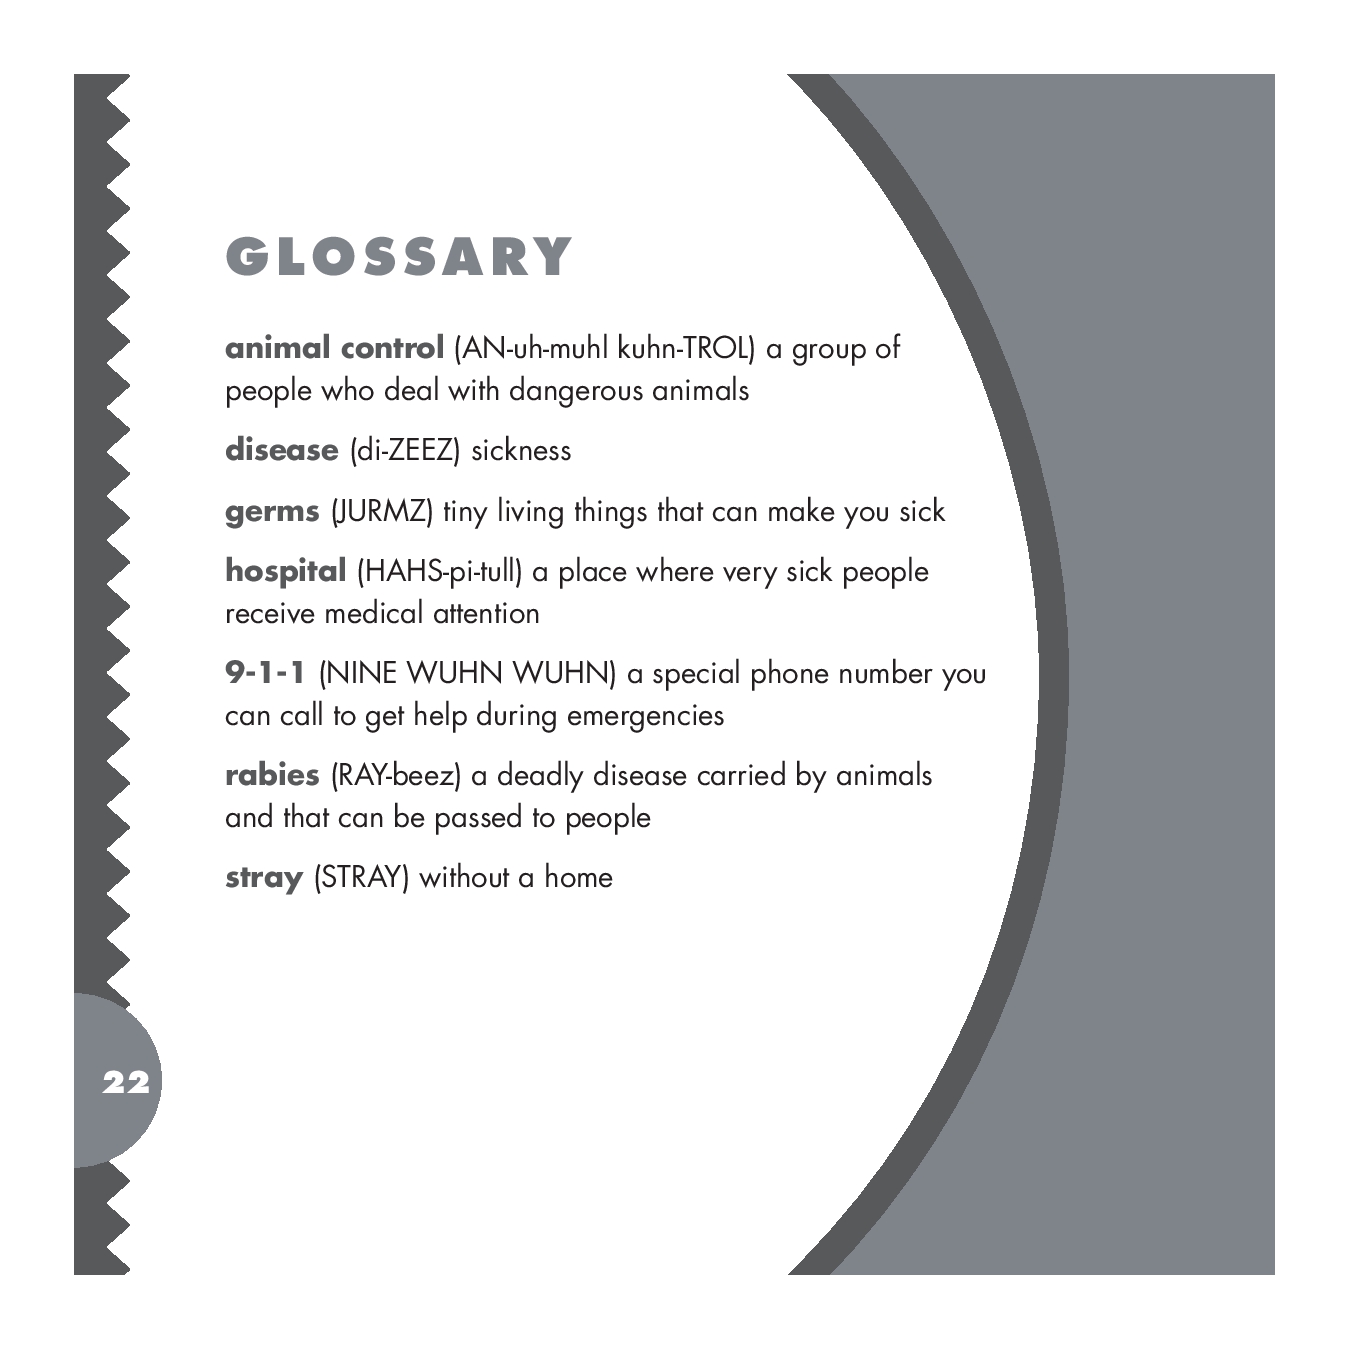 GLOSSARY
animal control (AN-uh-muhl kuhn-TROL) a group of
people who deal with dangerous animals
disease (di-ZEEZ) sickness
germs (JURMZ) tiny living things that can make you sick
hospital (HAHS-pi-tull) a place where very sick people
receive medical attention
9-1-1 (NINE WUHN WUHN) a special phone number you
can call to get help during emergencies
rabies (RAY-beez) a deadly disease carried by animals
and that can be passed to people
stray (STRAY) without a home
22